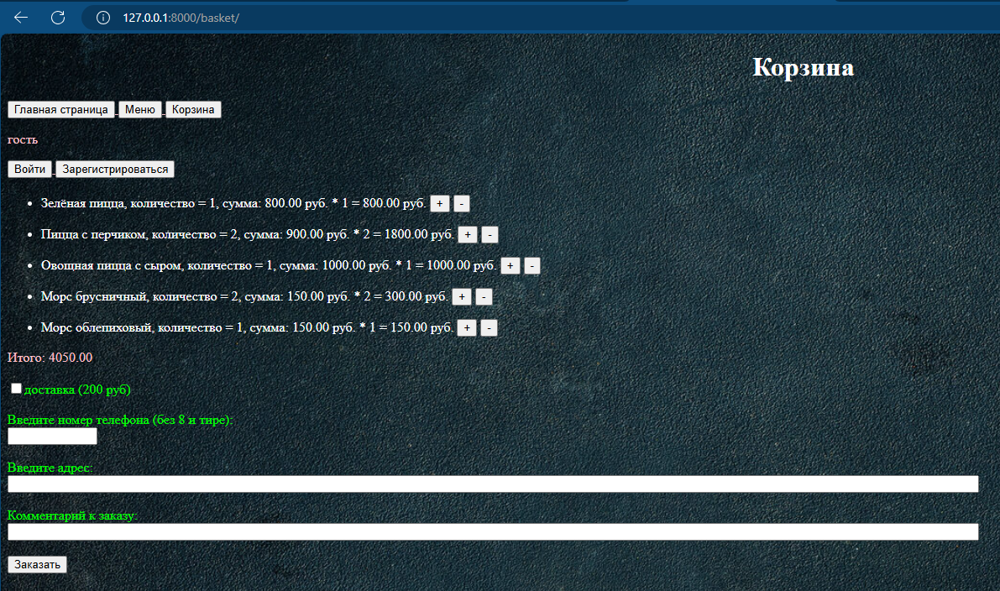 127.0.0.1:8000/basket/
Корзина
Главная страница Меню Корзина
гость
Войти Зарегистрироваться
Зелёная пицца, количество = 1, сумма: 800.00 руб. * 1 = 800.00 руб. + -
Пицца с перчиком, количество = 2, сумма: 900.00 руб. * 2 = 1800.00 руб. + -
Овощная пицца с сыром, количество = 1, сумма: 1000.00 руб. * 1 = 1000.00 руб. + -
Морс брусничный, количество = 2, сумма: 150.00 руб. * 2 = 300.00 руб. + -
Морс облепиховый, количество = 1, сумма: 150.00 руб. * 1 = 150.00 руб. + -
Итого: 4050.00
доставка (200 руб)
Введите номер телефона (без 8 и тире):
Введите адрес:
Комментарий к заказу:
Заказать